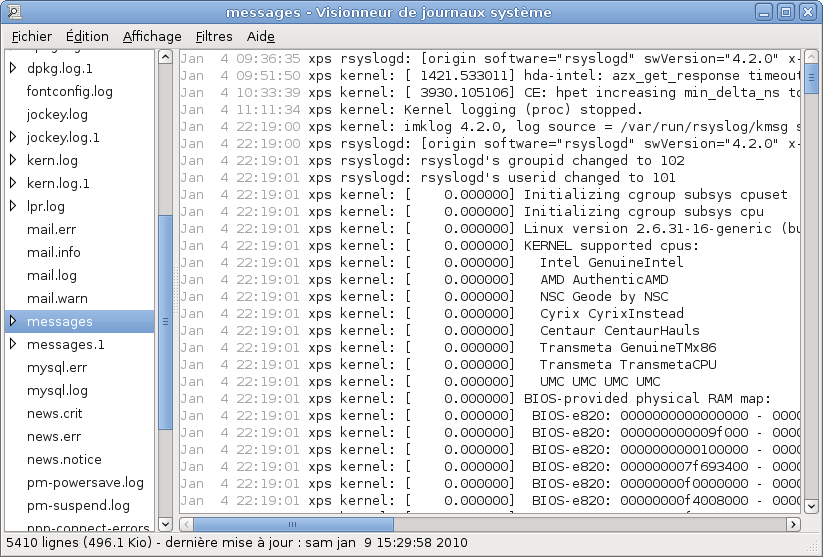 messages - Visionneur de journaux système
Fichier Édition Affichage Filtres Aide
dpkg.log.1
fontconfig.log
jockey.log
jockey.log.1
kern.log
kern.log.1
lpr.log
mail.err
mail.info
mail.log
mail.warn
messages
messages.1
mysql.err
mysql.log
news.crit
news.err
news.notice
pm-powersave.log
pm-suspend.log
ppp-connect-errors
Jan  4 09:36:35 xps rsyslogd: [origin software="rsyslogd" swVersion="4.2.0" x-
Jan  4 09:51:50 xps kernel: [ 1421.533011] hda-intel: azx_get_response timeout
Jan  4 10:33:39 xps kernel: [ 3930.105106] CE: hpet increasing min_delta_ns to
Jan  4 11:11:34 xps kernel: Kernel logging (proc) stopped.
Jan  4 22:19:00 xps kernel: imklog 4.2.0, log source = /var/run/rsyslog/kmsg s
Jan  4 22:19:00 xps rsyslogd: [origin software="rsyslogd" swVersion="4.2.0" x-
Jan  4 22:19:01 xps rsyslogd: rsyslogd's groupid changed to 102
Jan  4 22:19:01 xps rsyslogd: rsyslogd's userid changed to 101
Jan  4 22:19:01 xps kernel: [    0.000000] Initializing cgroup subsys cpuset
Jan  4 22:19:01 xps kernel: [    0.000000] Initializing cgroup subsys cpu
Jan  4 22:19:01 xps kernel: [    0.000000] Linux version 2.6.31-16-generic (bu
Jan  4 22:19:01 xps kernel: [    0.000000] KERNEL supported cpus:
Jan  4 22:19:01 xps kernel: [    0.000000]   Intel GenuineIntel
Jan  4 22:19:01 xps kernel: [    0.000000]   AMD AuthenticAMD
Jan  4 22:19:01 xps kernel: [    0.000000]   NSC Geode by NSC
Jan  4 22:19:01 xps kernel: [    0.000000]   Cyrix CyrixInstead
Jan  4 22:19:01 xps kernel: [    0.000000]   Centaur CentaurHauls
Jan  4 22:19:01 xps kernel: [    0.000000]   Transmeta GenuineTMx86
Jan  4 22:19:01 xps kernel: [    0.000000]   Transmeta TransmetaCPU
Jan  4 22:19:01 xps kernel: [    0.000000]   UMC UMC UMC UMC
Jan  4 22:19:01 xps kernel: [    0.000000] BIOS-provided physical RAM map:
Jan  4 22:19:01 xps kernel: [    0.000000]  BIOS-e820: 0000000000000000 - 0000
Jan  4 22:19:01 xps kernel: [    0.000000]  BIOS-e820: 000000000009f000 - 0000
Jan  4 22:19:01 xps kernel: [    0.000000]  BIOS-e820: 0000000000100000 - 0000
Jan  4 22:19:01 xps kernel: [    0.000000]  BIOS-e820: 000000007f693400 - 0000
Jan  4 22:19:01 xps kernel: [    0.000000]  BIOS-e820: 00000000f0000000 - 0000
Jan  4 22:19:01 xps kernel: [    0.000000]  BIOS-e820: 00000000f4008000 - 0000
5410 lignes (496.1 Kio) - dernière mise à jour : sam jan  9 15:29:58 2010